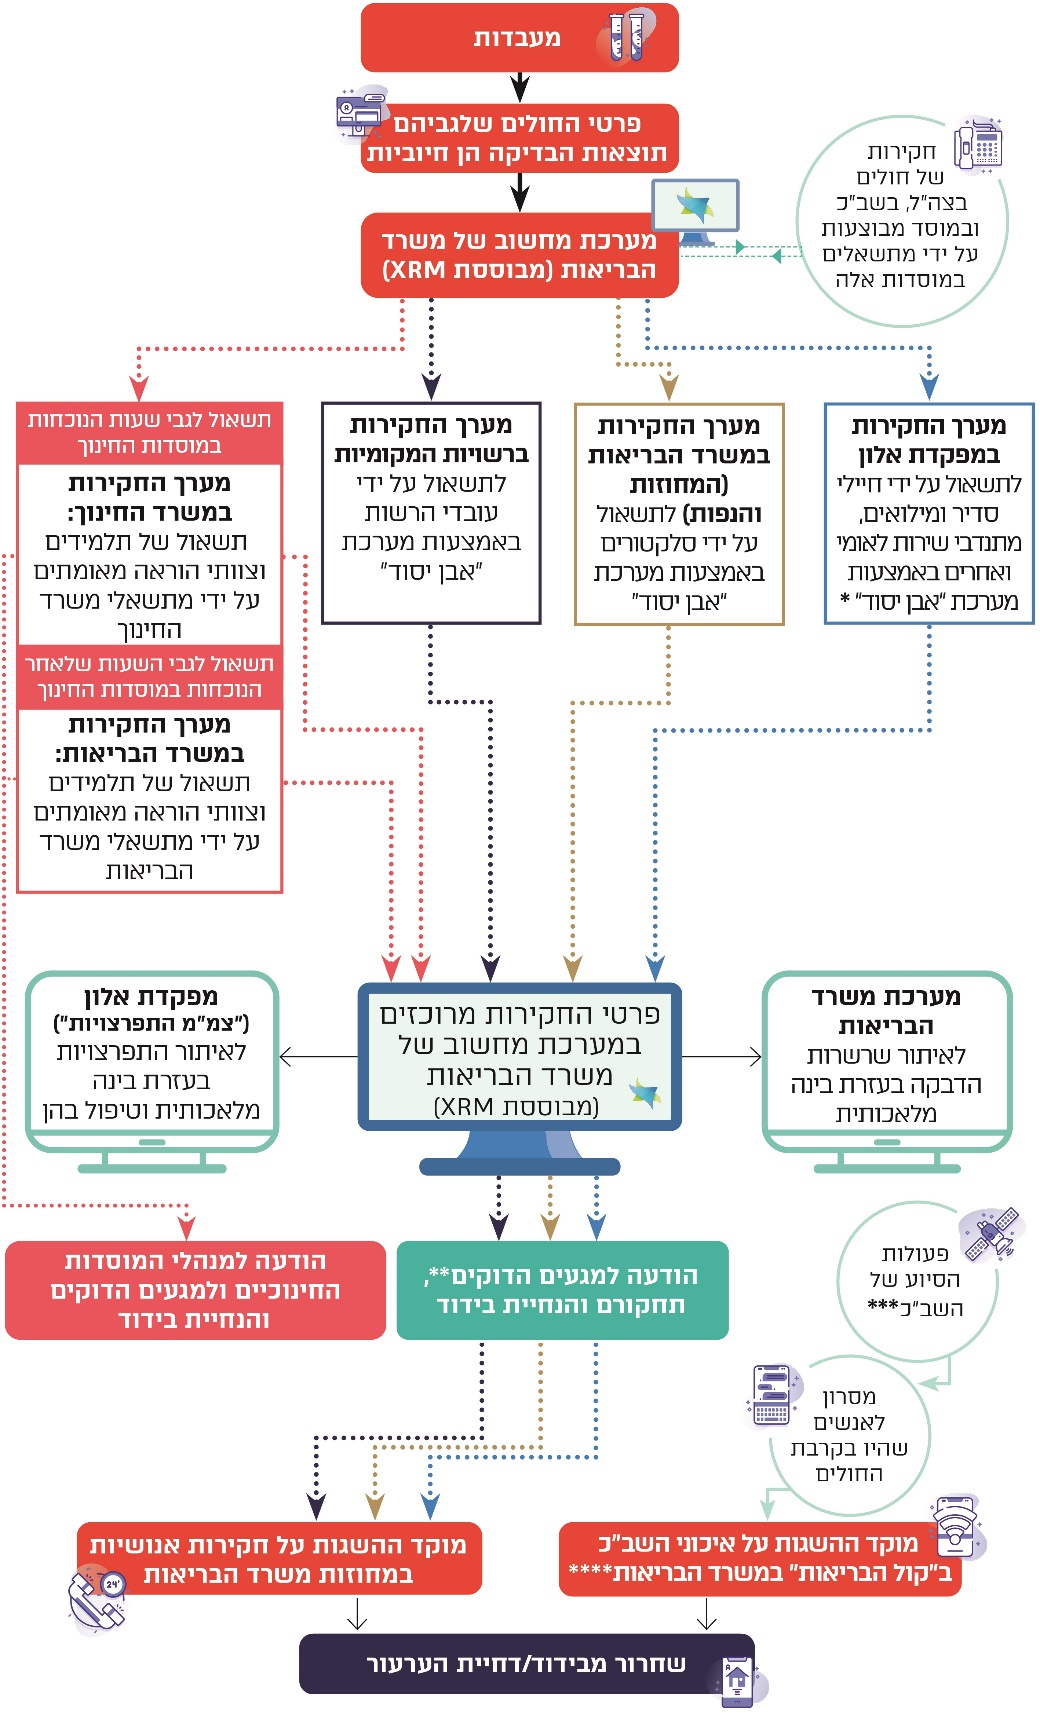 מעבדות
פרטי החולים שלגביהם
תוצאות הבדיקה הן חיוביות
חקירות
של חולים
בצה"ל, בשב"כ
ובמוסד מבוצעות
על ידי מתשאלים
במוסדות אלה
מערכת מחשוב של משרד
הבריאות (מבוססת XRM)
מערך החקירות
במפקדת אלון
לתשאול על ידי חיילי
סדיר ומילואים,
מתנדבי שירות לאומי
ואחרים באמצעות
מערכת "אבן יסוד" *
מערך החקירות
במשרד הבריאות
(המחוזות
והנפות) לתשאול
על ידי סלקטורים
באמצעות מערכת
"אבן יסוד"
מערך החקירות
ברשויות המקומיות
לתשאול על ידי
עובדי הרשות
באמצעות מערכת
"אבן יסוד"
תשאול לגבי שעות הנוכחות
במוסדות החינוך
מערך החקירות
במשרד החינוך:
תשאול של תלמידים
וצוותי הוראה מאומתים
על ידי מתשאלי משרד
החינוך
תשאול לגבי השעות שלאחר
הנוכחות במוסדות החינוך
מערך החקירות
במשרד הבריאות:
תשאול של תלמידים
וצוותי הוראה מאומתים
על ידי מתשאלי משרד
הבריאות
מערכת משרד
הבריאות
לאיתור שרשרות
הדבקה בעזרת בינה
מלאכותית
פרטי החקירות מרוכזים
במערכת מחשוב של
משרד הבריאות
(מבוססת XRM)
מפקדת אלון
("צמ"מ התפרצויות")
לאיתור התפרצויות
בעזרת בינה
מלאכותית וטיפול בהן
פעולות
הסיוע של
השב"כ***
הודעה למגעים הדוקים**,
תחקורם והנחיית בידוד
הודעה למנהלי המוסדות
החינוכיים ולמגעים הדוקים
והנחיית בידוד
מסרון
לאנשים
שהיו בקרבת
החולים
מוקד ההשגות על איכוני השב"כ
ב"קול הבריאות" במשרד הבריאות****
מוקד ההשגות על חקירות אנושיות
במחוזות משרד הבריאות
24'
שחרור מבידוד/דחיית הערעור